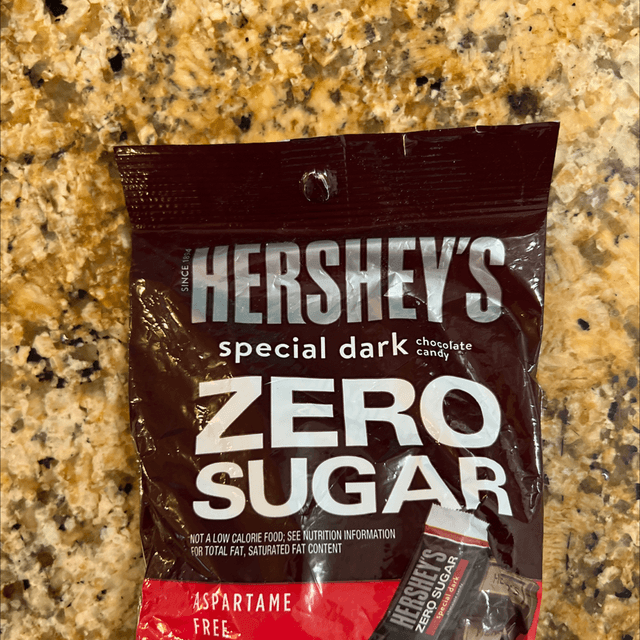 SINCE 1894
HERSHEY'S
special dark chocolate candy
ZERO
SUGAR
NOT A LOW CALORIE FOOD; SEE NUTRITION INFORMATION
FOR TOTAL FAT, SATURATED FAT CONTENT
ASPARTAME
FREE
HERSHEY'S
ZERO SUGAR
special dark